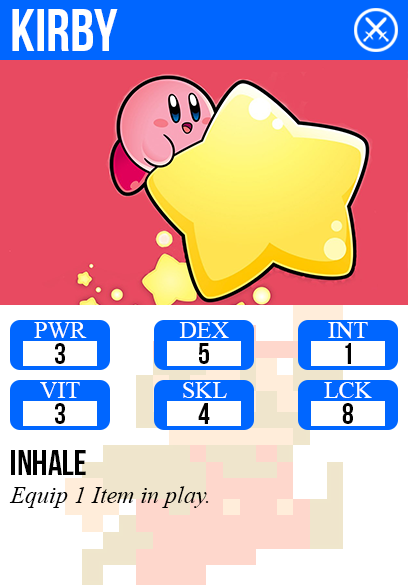 KIRBY
PWR DEX INT
3 5 1
VIT SKL LCK
3 4 8
INHALE
Equip 1 Item in play.